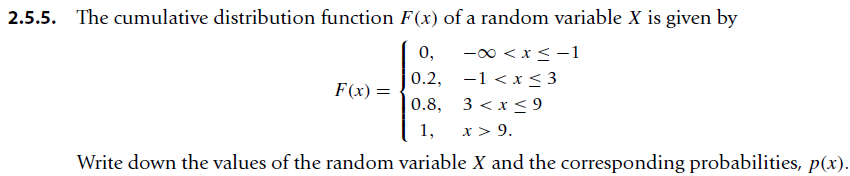 2.5.5. The cumulative distribution function F(x) of a random variable X is given by
0, −∞ < x ≤ −1
0.2, −1 < x ≤ 3
F(x) =
0.8, 3 < x ≤ 9
1, x > 9.
Write down the values of the random variable X and the corresponding probabilities, p(x).